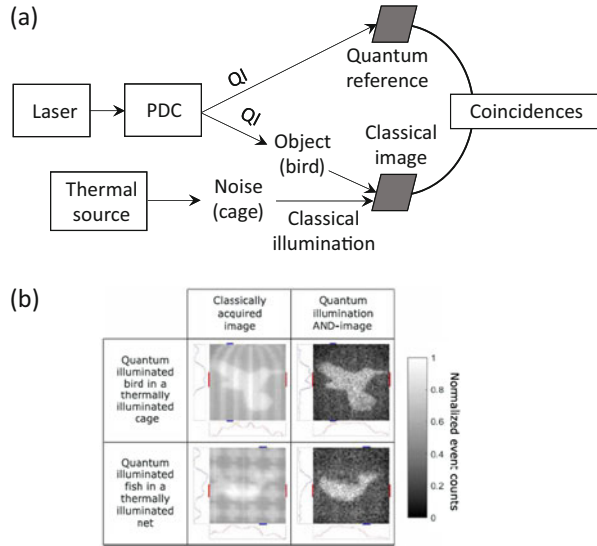 (a)
QI
Quantum
reference
Laser
PDC
Coincidences
QI
Object
(bird)
Classical
image
Thermal
source
Noise
(cage)
Classical
illumination
(b)
Classically
acquired
image
Quantum
illumination
AND-image
Quantum
illuminated
bird in a
thermally
illuminated
cage
Quantum
illuminated
fish in a
thermally
illuminated
net
1
0.8
0.6
0.4
0.2
0
Normalized event counts